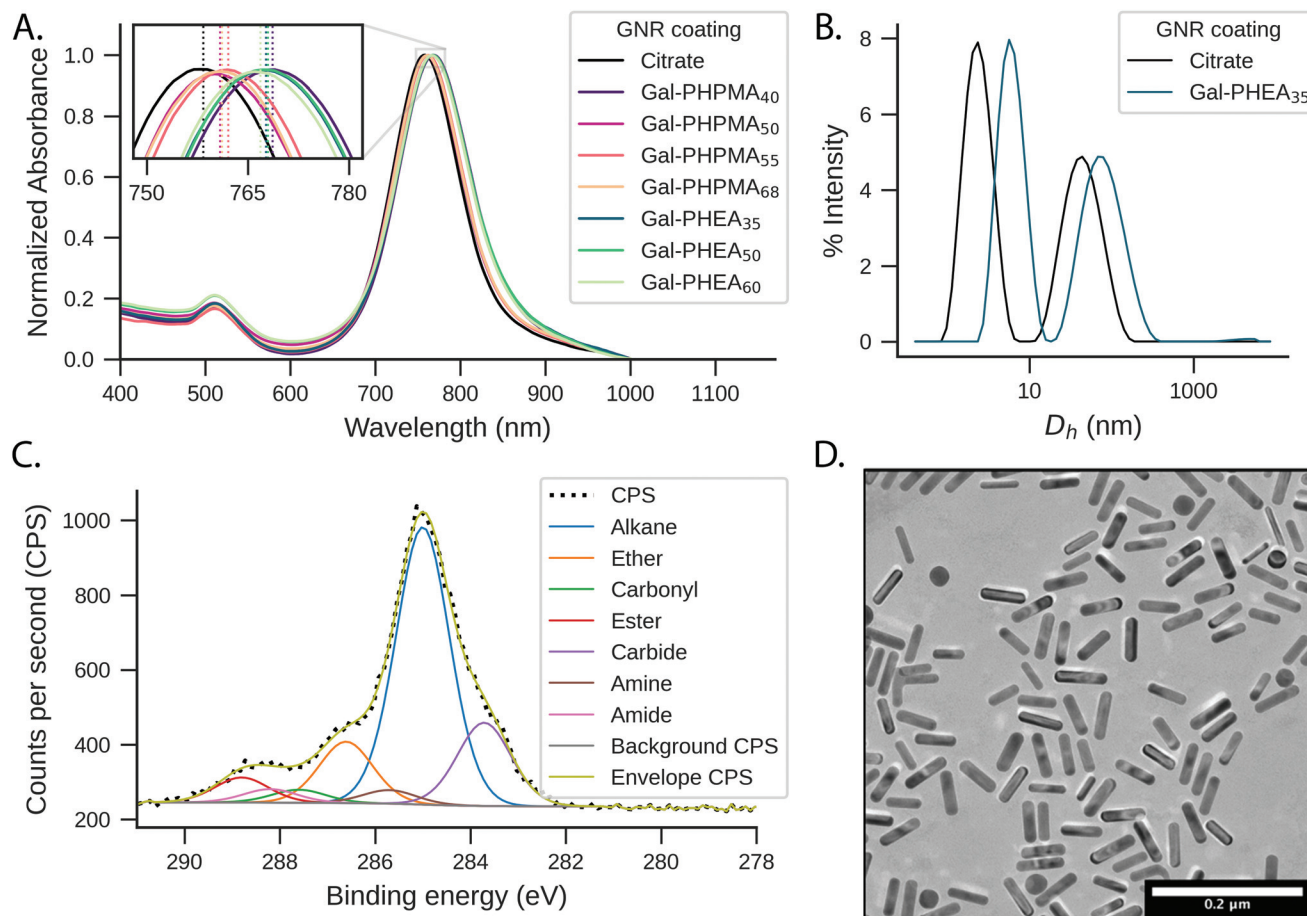 A.
GNR coating
Citrate
Gal-PHPMA₄₀
Gal-PHPMA₅₀
Gal-PHPMA₅₅
Gal-PHPMA₆₈
Gal-PHEA₃₅
Gal-PHEA₅₀
Gal-PHEA₆₀
750 765 780
1.0
0.8
0.6
0.4
0.2
0.0
Normalized Absorbance
400 500 600 700 800 900 1000 1100
Wavelength (nm)
B.
GNR coating
Citrate
Gal-PHEA₃₅
8
6
4
2
0
% Intensity
10 1000
Dₕ (nm)
C.
CPS
Alkane
Ether
Carbonyl
Ester
Carbide
Amine
Amide
Background CPS
Envelope CPS
1000
800
600
400
200
Counts per second (CPS)
290 288 286 284 282 280 278
Binding energy (eV)
D.
0.2 μm